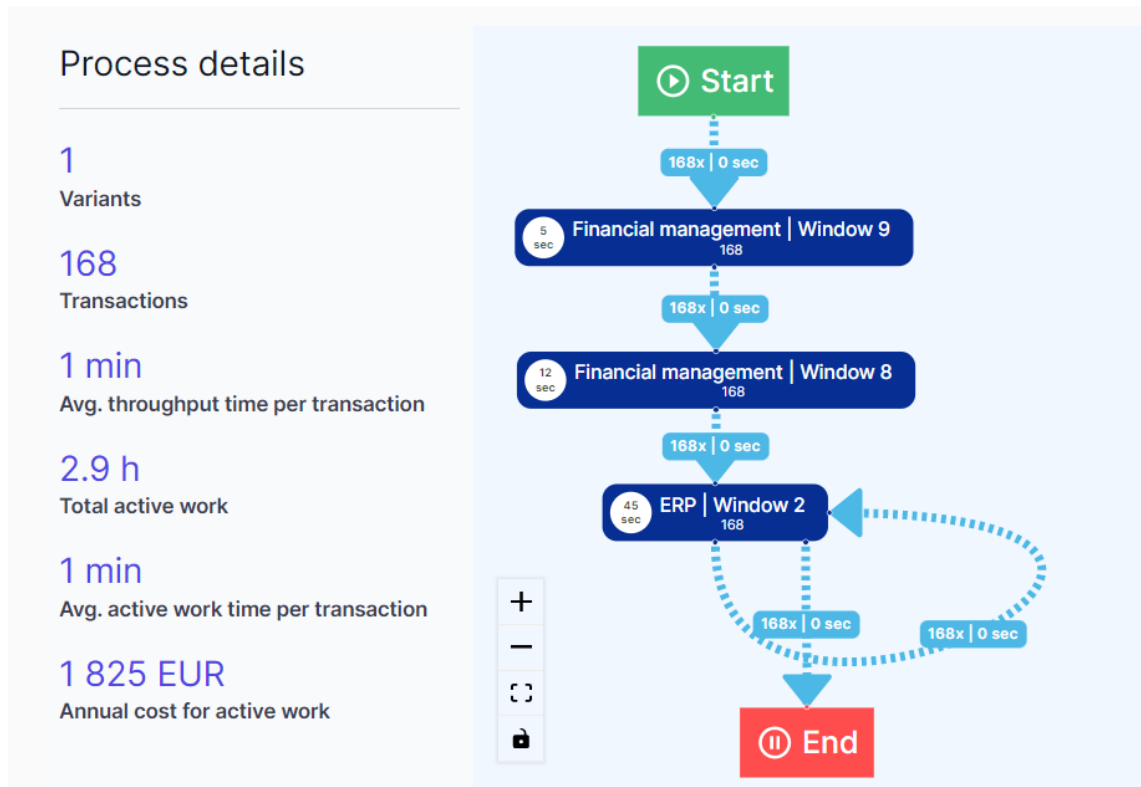 Process details
1
Variants
168
Transactions
1 min
Avg. throughput time per transaction
2.9 h
Total active work
1 min
Avg. active work time per transaction
1 825 EUR
Annual cost for active work
Start
168x | 0 sec
5
sec
Financial management | Window 9
168
168x | 0 sec
12
sec
Financial management | Window 8
168
168x | 0 sec
45
sec
ERP | Window 2
168
168x | 0 sec
168x | 0 sec
End